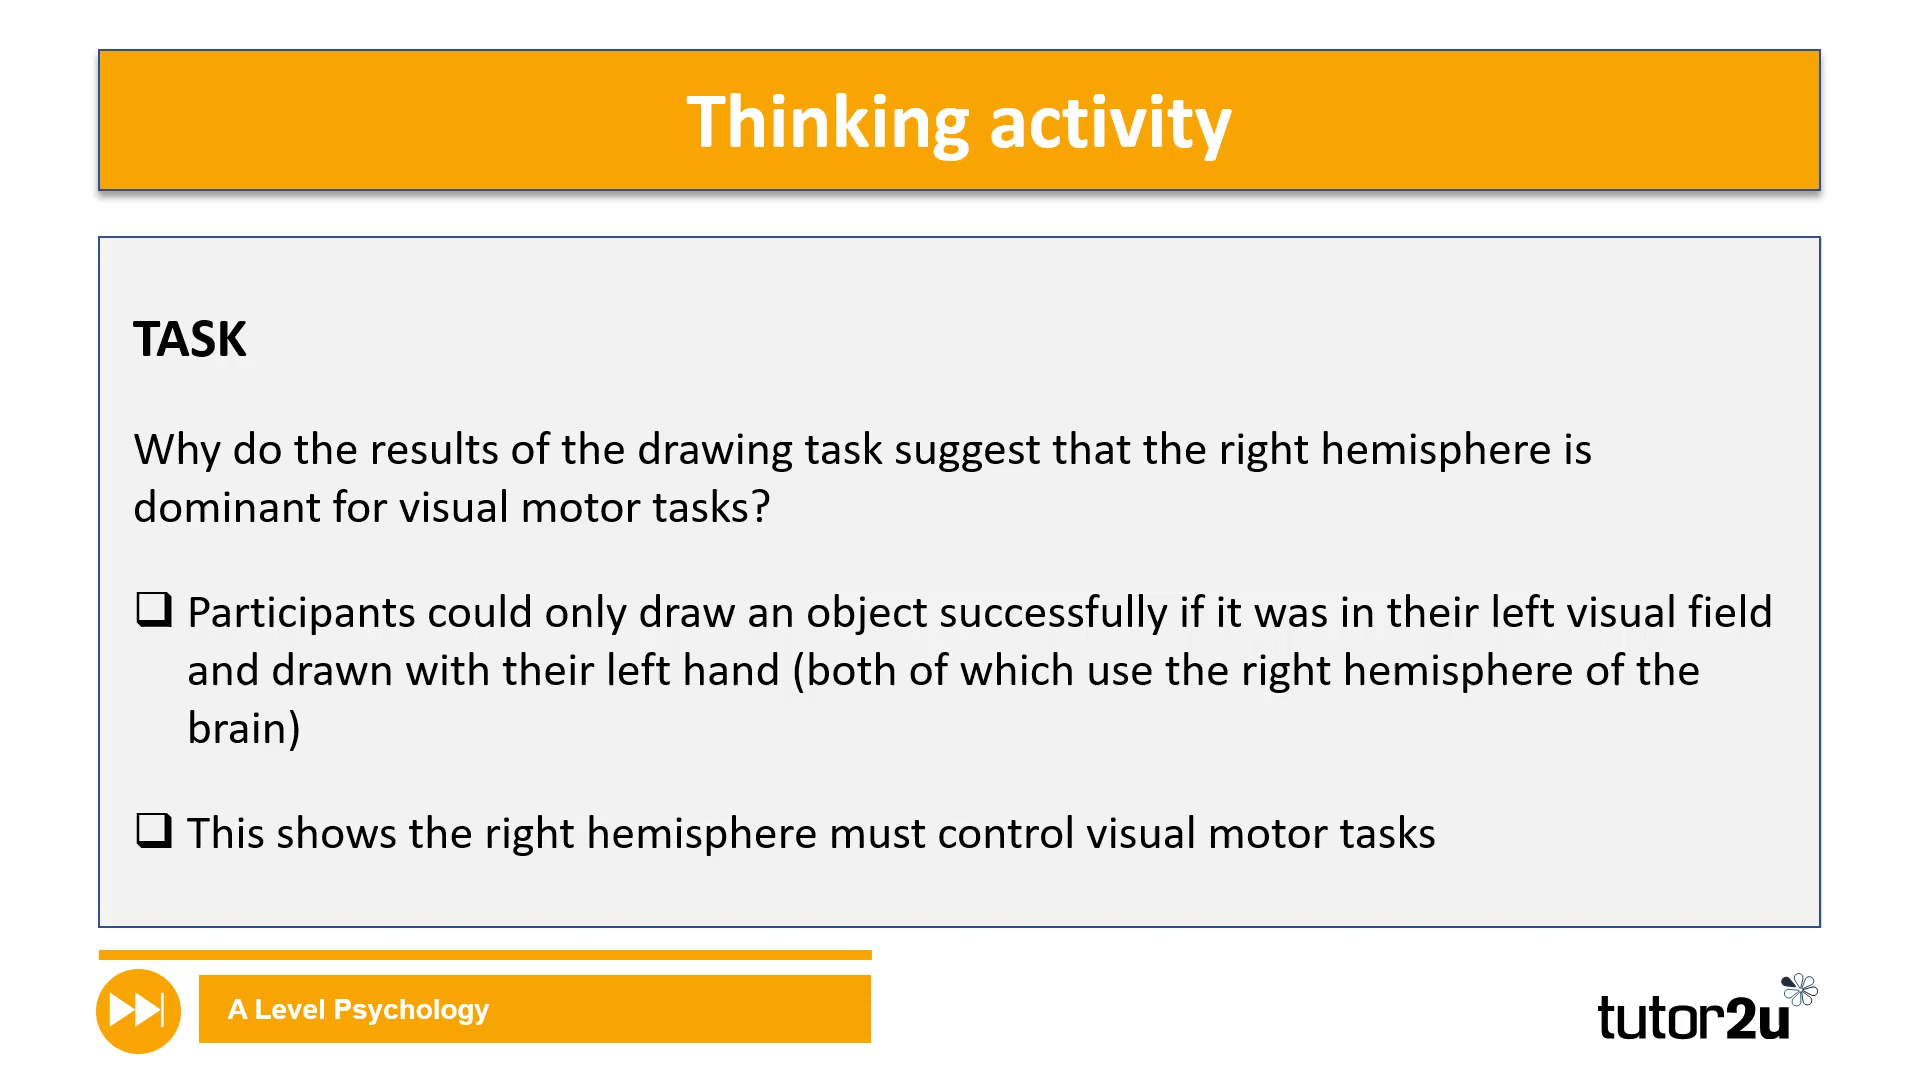 Thinking activity
TASK
Why do the results of the drawing task suggest that the right hemisphere is
dominant for visual motor tasks?
❑ Participants could only draw an object successfully if it was in their left visual field
and drawn with their left hand (both of which use the right hemisphere of the
brain)
❑ This shows the right hemisphere must control visual motor tasks
A Level Psychology
tutor2u